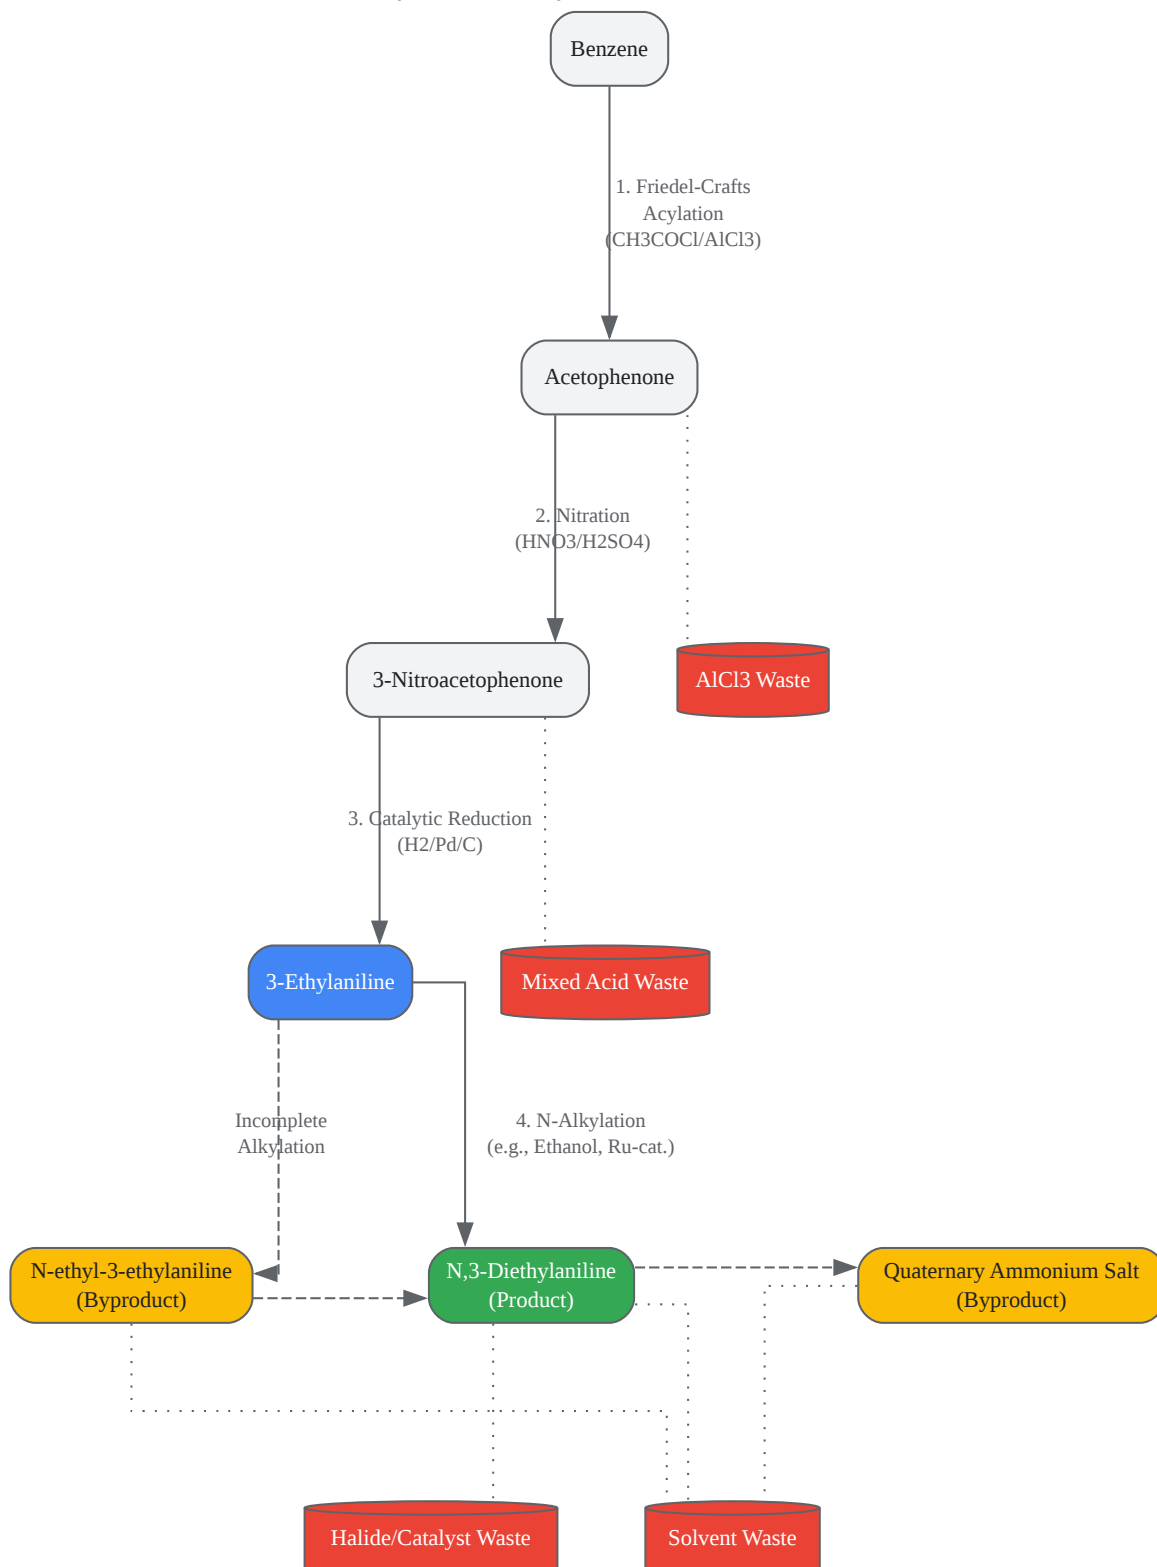 Benzene
1. Friedel-Crafts
Acylation
(CH3COCl/AlCl3)
Acetophenone
2. Nitration
(HNO3/H2SO4)
3-Nitroacetophenone
AlCl3 Waste
3. Catalytic Reduction
(H2/Pd/C)
3-Ethylaniline
Mixed Acid Waste
Incomplete
Alkylation
4. N-Alkylation
(e.g., Ethanol, Ru-cat.)
N-ethyl-3-ethylaniline
(Byproduct)
N,3-Diethylaniline
(Product)
Quaternary Ammonium Salt
(Byproduct)
Halide/Catalyst Waste
Solvent Waste